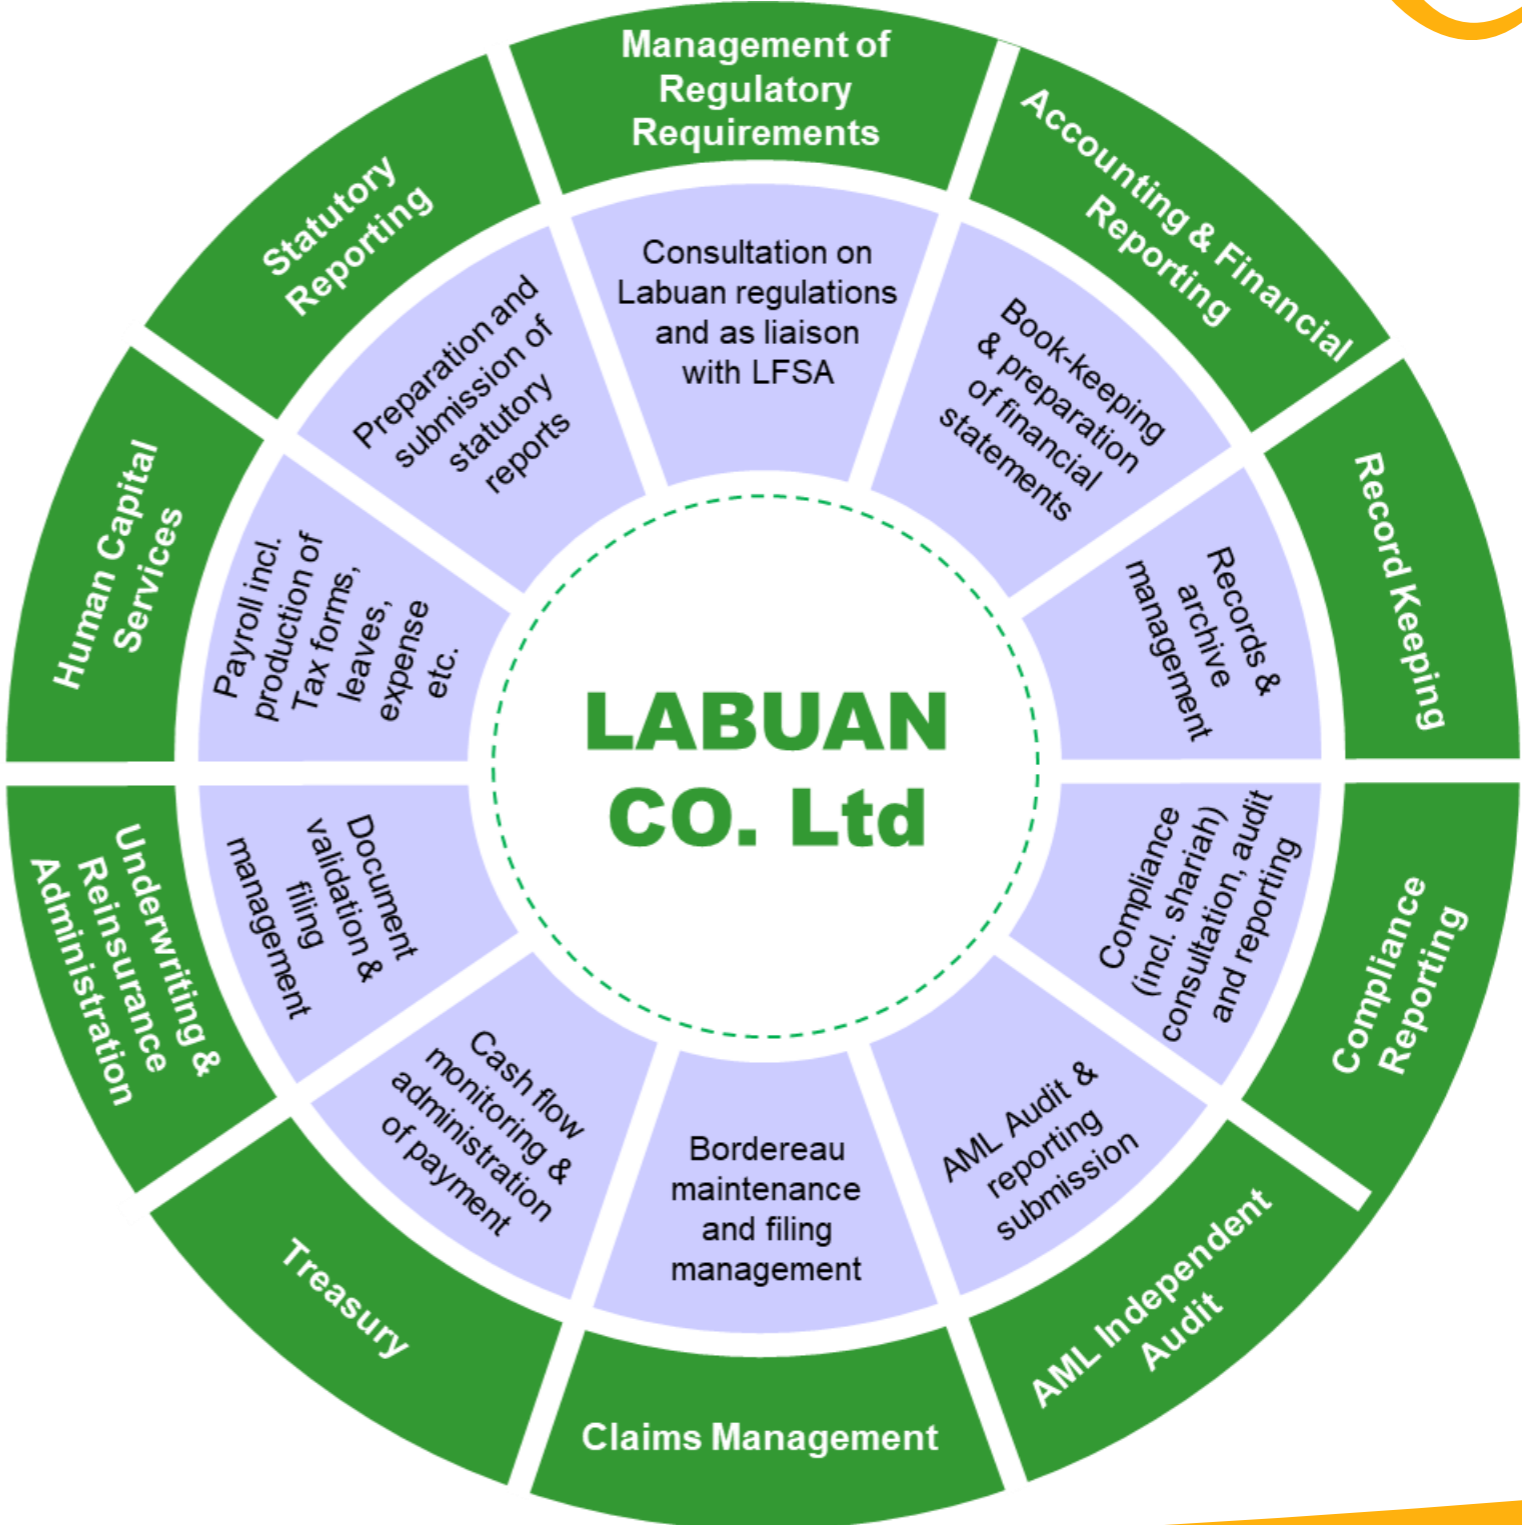 Management of
Regulatory
Requirements
Consultation on
Labuan regulations
and as liaison
with LFSA
Accounting & Financial
Reporting
Book-keeping
& preparation
of financial
statements
Record Keeping
Records &
archive
management
Compliance
Reporting
Compliance
(incl. shariah)
consultation, audit
and reporting
AML Independent
Audit
AML Audit &
reporting
submission
Claims Management
Bordereau
maintenance
and filing
management
Treasury
Cash flow
monitoring &
administration
of payment
Underwriting &
Reinsurance
Administration
Document
validation &
filing
management
Human Capital
Services
Payroll incl.
production of
Tax forms,
leaves,
expense
etc.
Statutory
Reporting
Preparation and
submission of
statutory
reports
LABUAN
CO. Ltd